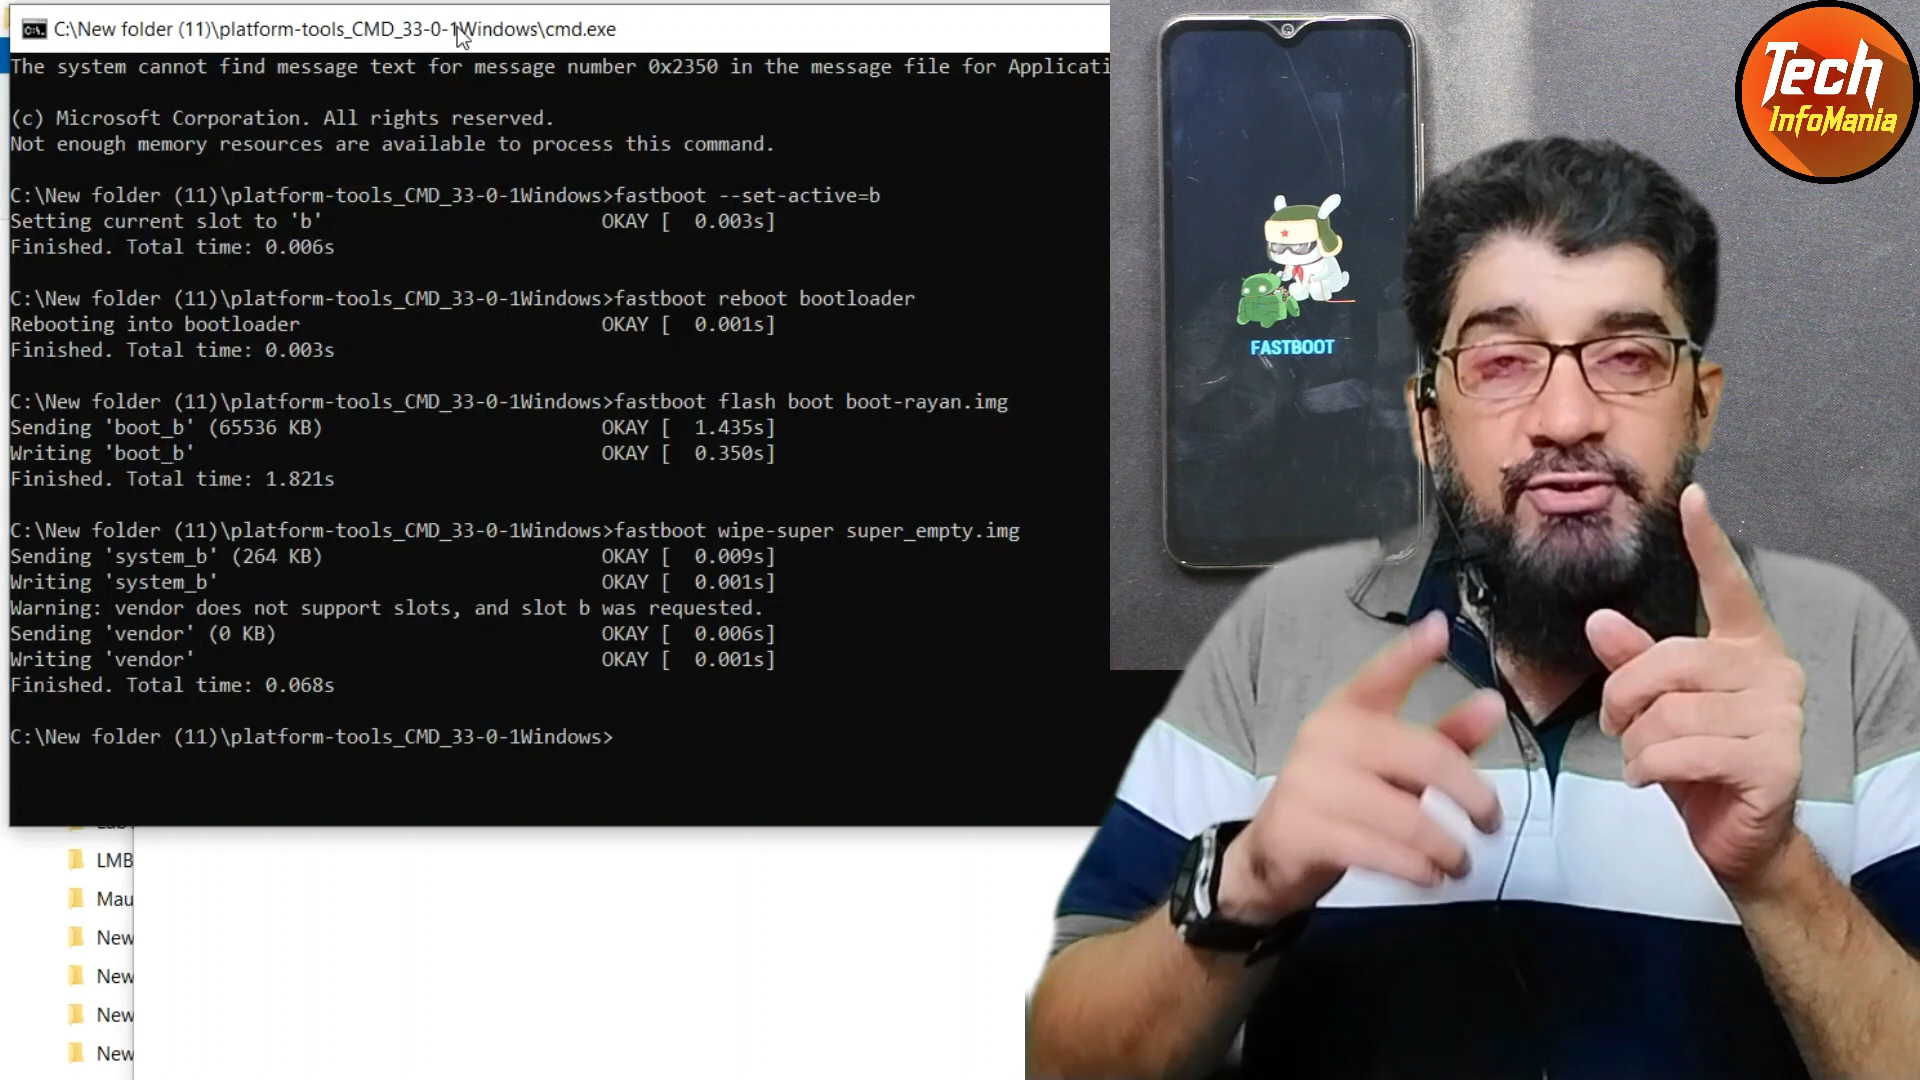 C:\New folder (11)\platform-tools_CMD_33-0-1Windows\cmd.exe
The system cannot find message text for message number 0x2350 in the message file for Applicati
(c) Microsoft Corporation. All rights reserved.
Not enough memory resources are available to process this command.
C:\New folder (11)\platform-tools_CMD_33-0-1Windows>fastboot --set-active=b
Setting current slot to 'b' OKAY [ 0.003s]
Finished. Total time: 0.006s
C:\New folder (11)\platform-tools_CMD_33-0-1Windows>fastboot reboot bootloader
Rebooting into bootloader OKAY [ 0.001s]
Finished. Total time: 0.003s
C:\New folder (11)\platform-tools_CMD_33-0-1Windows>fastboot flash boot boot-rayan.img
Sending 'boot_b' (65536 KB) OKAY [ 1.435s]
Writing 'boot_b' OKAY [ 0.350s]
Finished. Total time: 1.821s
C:\New folder (11)\platform-tools_CMD_33-0-1Windows>fastboot wipe-super super_empty.img
Sending 'system_b' (264 KB) OKAY [ 0.009s]
Writing 'system_b' OKAY [ 0.001s]
Warning: vendor does not support slots, and slot b was requested.
Sending 'vendor' (0 KB) OKAY [ 0.006s]
Writing 'vendor' OKAY [ 0.001s]
Finished. Total time: 0.068s
C:\New folder (11)\platform-tools_CMD_33-0-1Windows>
LMB
Mau
New
New
New
New
FASTBOOT
Tech
InfoMania